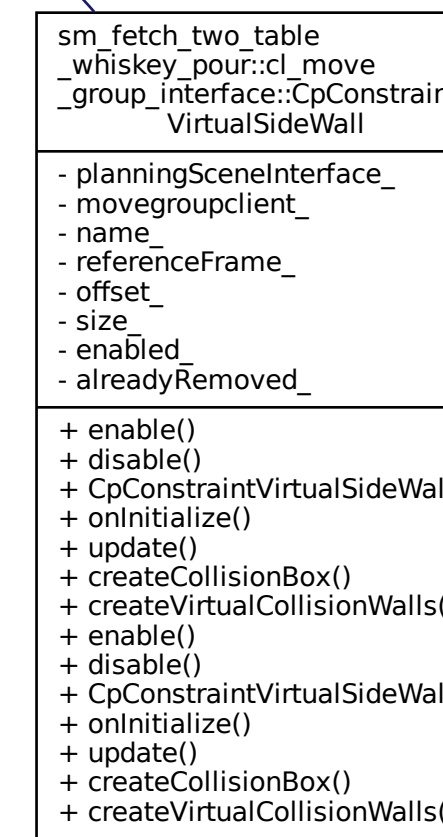 sm_fetch_two_table
_whiskey_pour::cl_move
_group_interface::CpConstrain
VirtualSideWall
- planningSceneInterface_
- movegroupclient_
- name_
- referenceFrame_
- offset_
- size_
- enabled_
- alreadyRemoved_
+ enable()
+ disable()
+ CpConstraintVirtualSideWal
+ onInitialize()
+ update()
+ createCollisionBox()
+ createVirtualCollisionWalls(
+ enable()
+ disable()
+ CpConstraintVirtualSideWal
+ onInitialize()
+ update()
+ createCollisionBox()
+ createVirtualCollisionWalls(